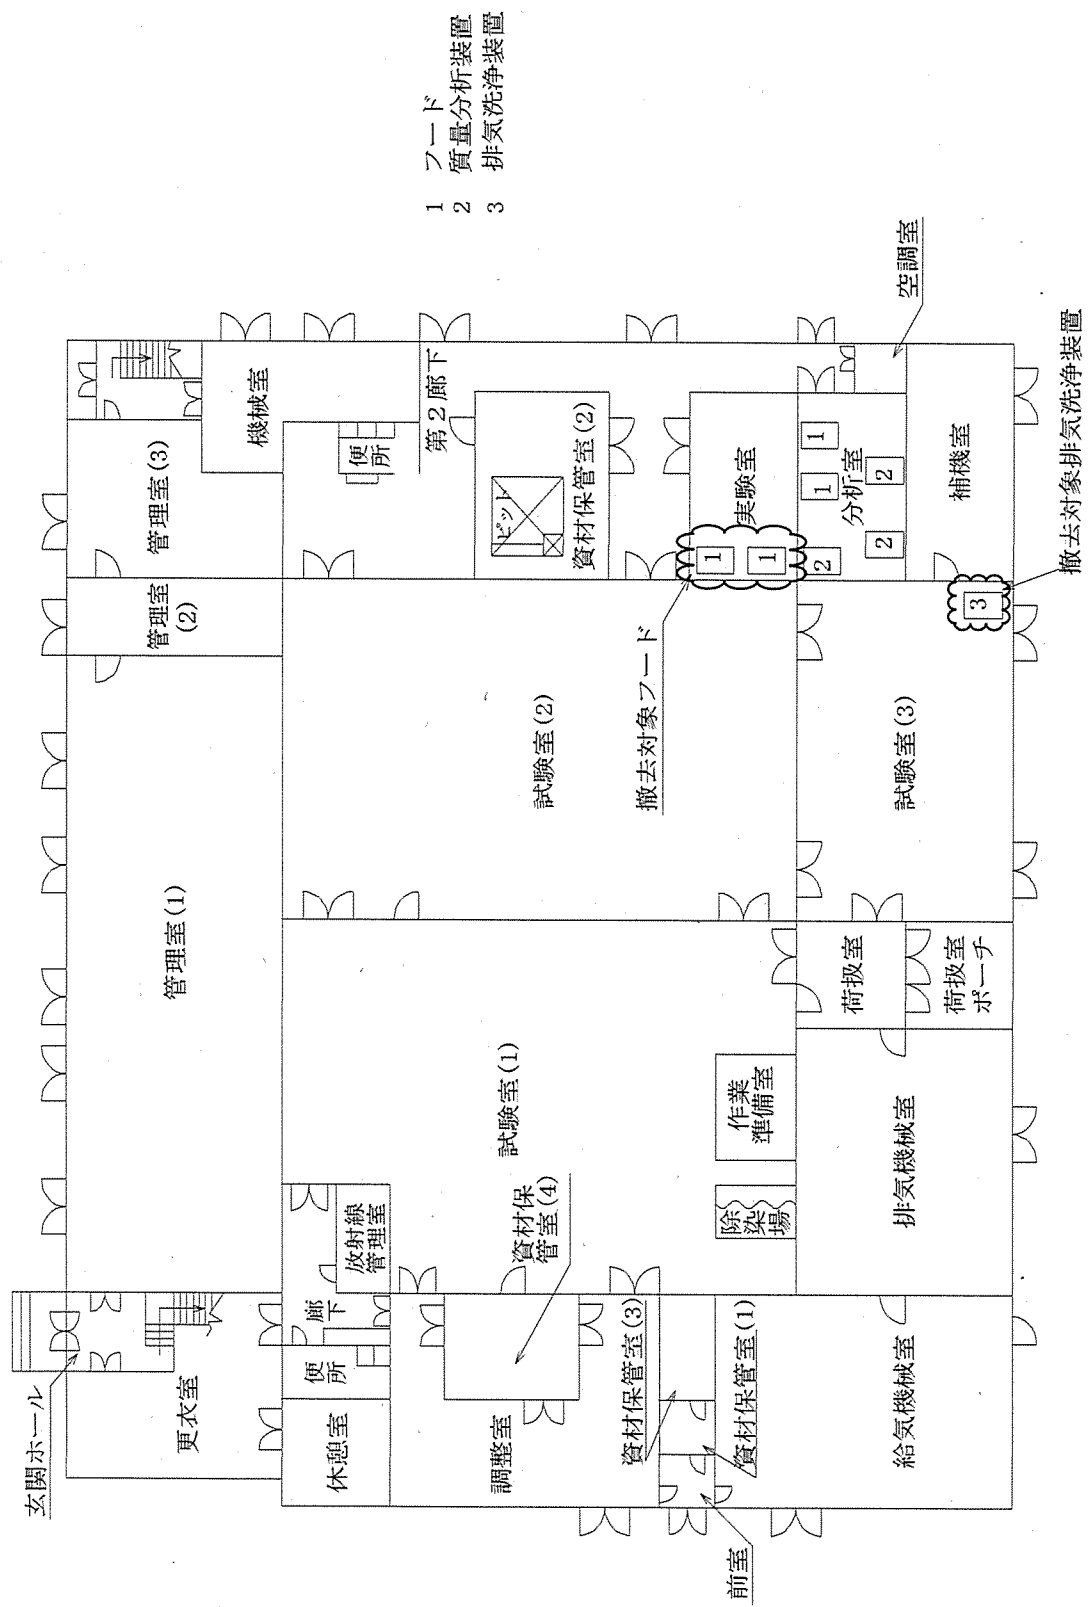 1 フード
2 質量分析装置
3 排気洗浄装置
玄関ホール
更衣室
管理室(1)
管理室
(2)
管理室(3)
機械室
便所
第2廊下
ピット
資材保管室(2)
休憩室
便所
廊
下
放射線
管理室
調整室
資材保
管室(4)
試験室(1)
試験室(2)
撤去対象フード
1
1
実験室
資材保管室(3)
資材保管室(1)
前室
除
染
場
作業
準備室
給気機械室
排気機械室
荷扱室
荷扱室
ポーチ
試験室(3)
2
1
1
分析室
2
2
空調室
補機室
3
撤去対象排気洗浄装置